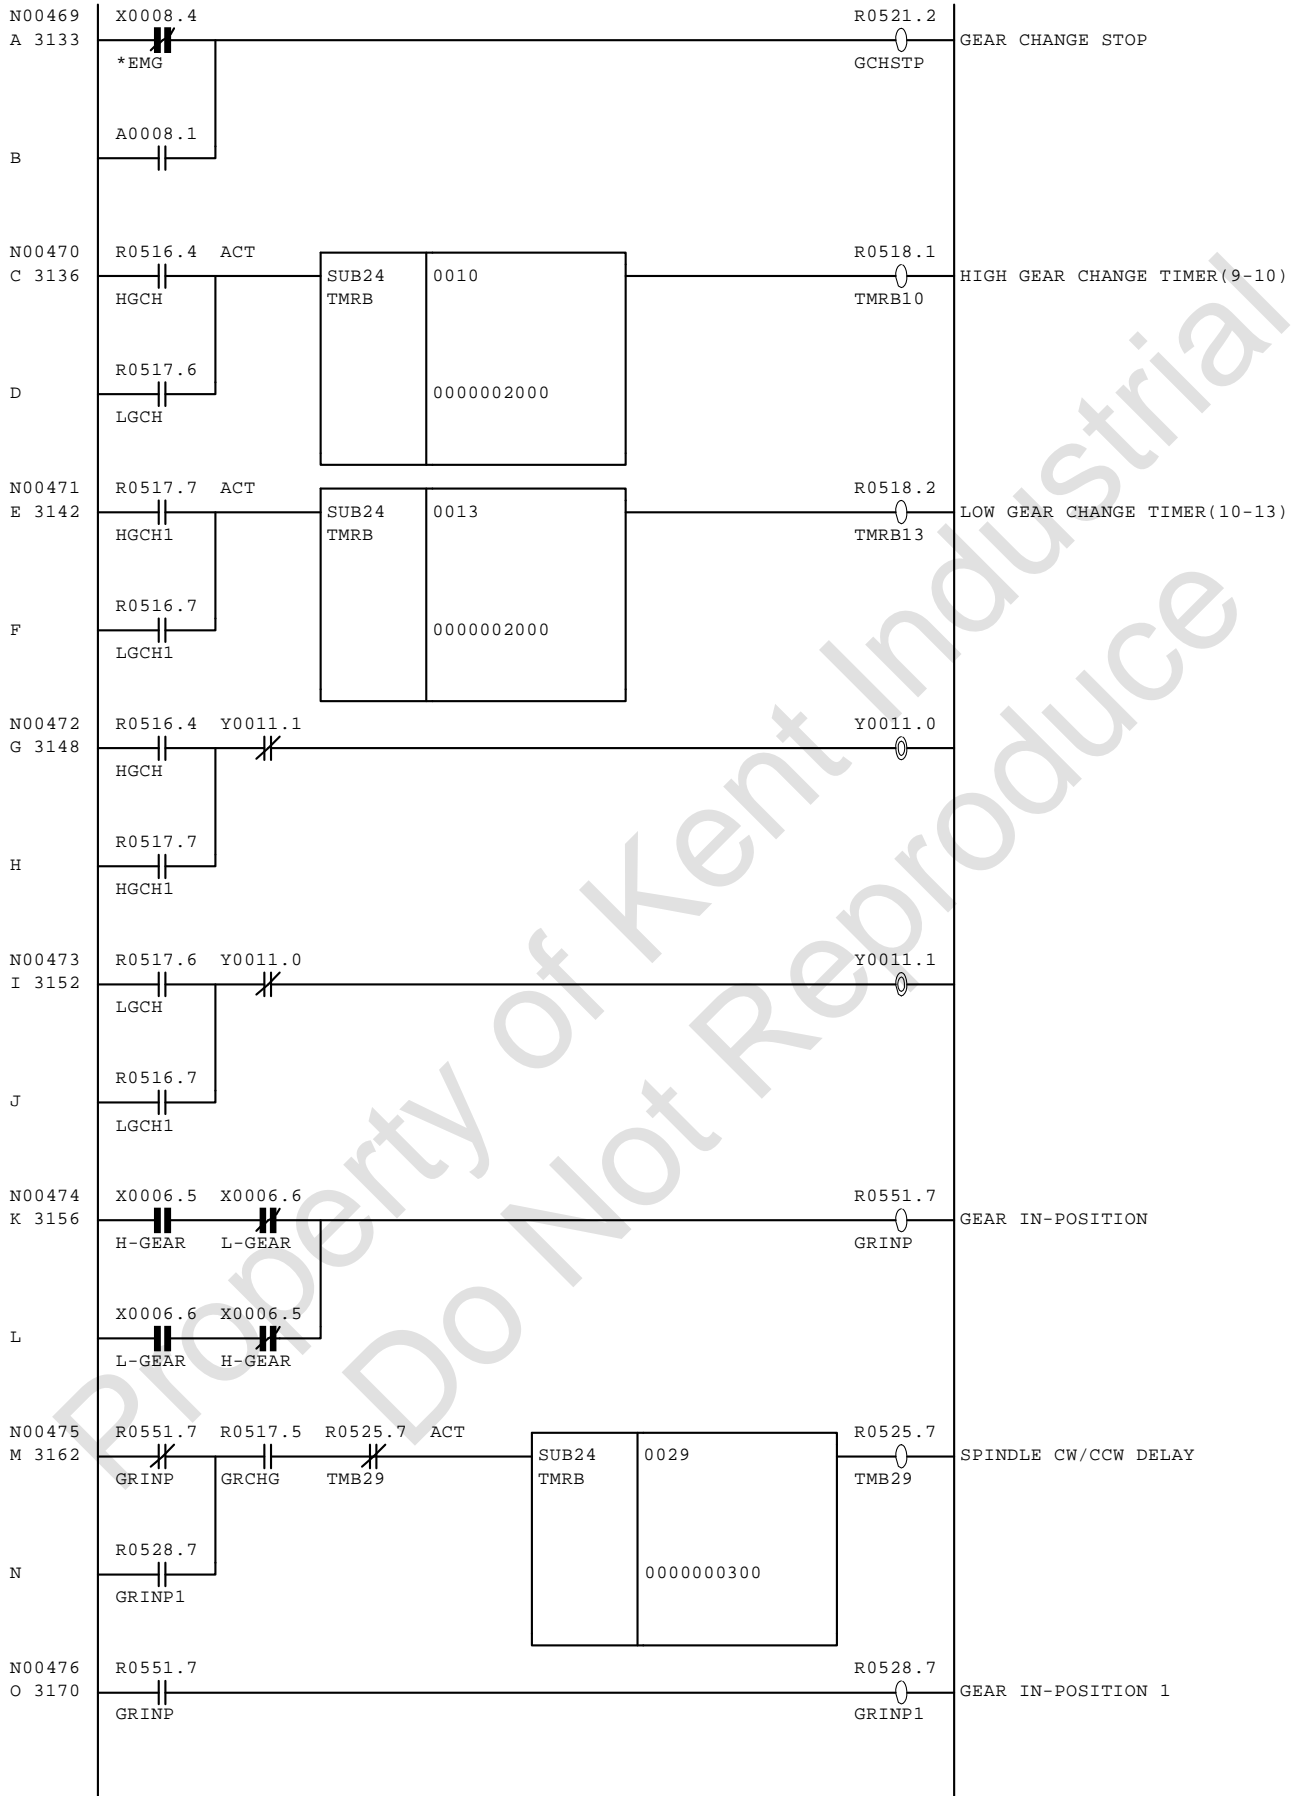 N00469 X0008.4 R0521.2
A 3133 GEAR CHANGE STOP
*EMG GCHSTP
A0008.1
B
N00470 R0516.4 ACT R0518.1
C 3136 SUB24 0010 HIGH GEAR CHANGE TIMER(9-10)
HGCH TMRB TMRB10
R0517.6
D 0000002000
LGCH
N00471 R0517.7 ACT R0518.2
E 3142 SUB24 0013 LOW GEAR CHANGE TIMER(10-13)
HGCH1 TMRB TMRB13
R0516.7
F 0000002000
LGCH1
N00472 R0516.4 Y0011.1 Y0011.0
G 3148
HGCH
R0517.7
H
HGCH1
N00473 R0517.6 Y0011.0 Y0011.1
I 3152
LGCH
R0516.7
J
LGCH1
N00474 X0006.5 X0006.6 R0551.7
K 3156 GEAR IN-POSITION
H-GEAR L-GEAR GRINP
X0006.6 X0006.5
L
L-GEAR H-GEAR
N00475 R0551.7 R0517.5 R0525.7 ACT R0525.7
M 3162 SUB24 0029 SPINDLE CW/CCW DELAY
GRINP GRCHG TMB29 TMRB TMB29
R0528.7
N 0000000300
GRINP1
N00476 R0551.7 R0528.7
O 3170 GEAR IN-POSITION 1
GRINP GRINP1
Property of Kent Industrial
Do Not Reproduce